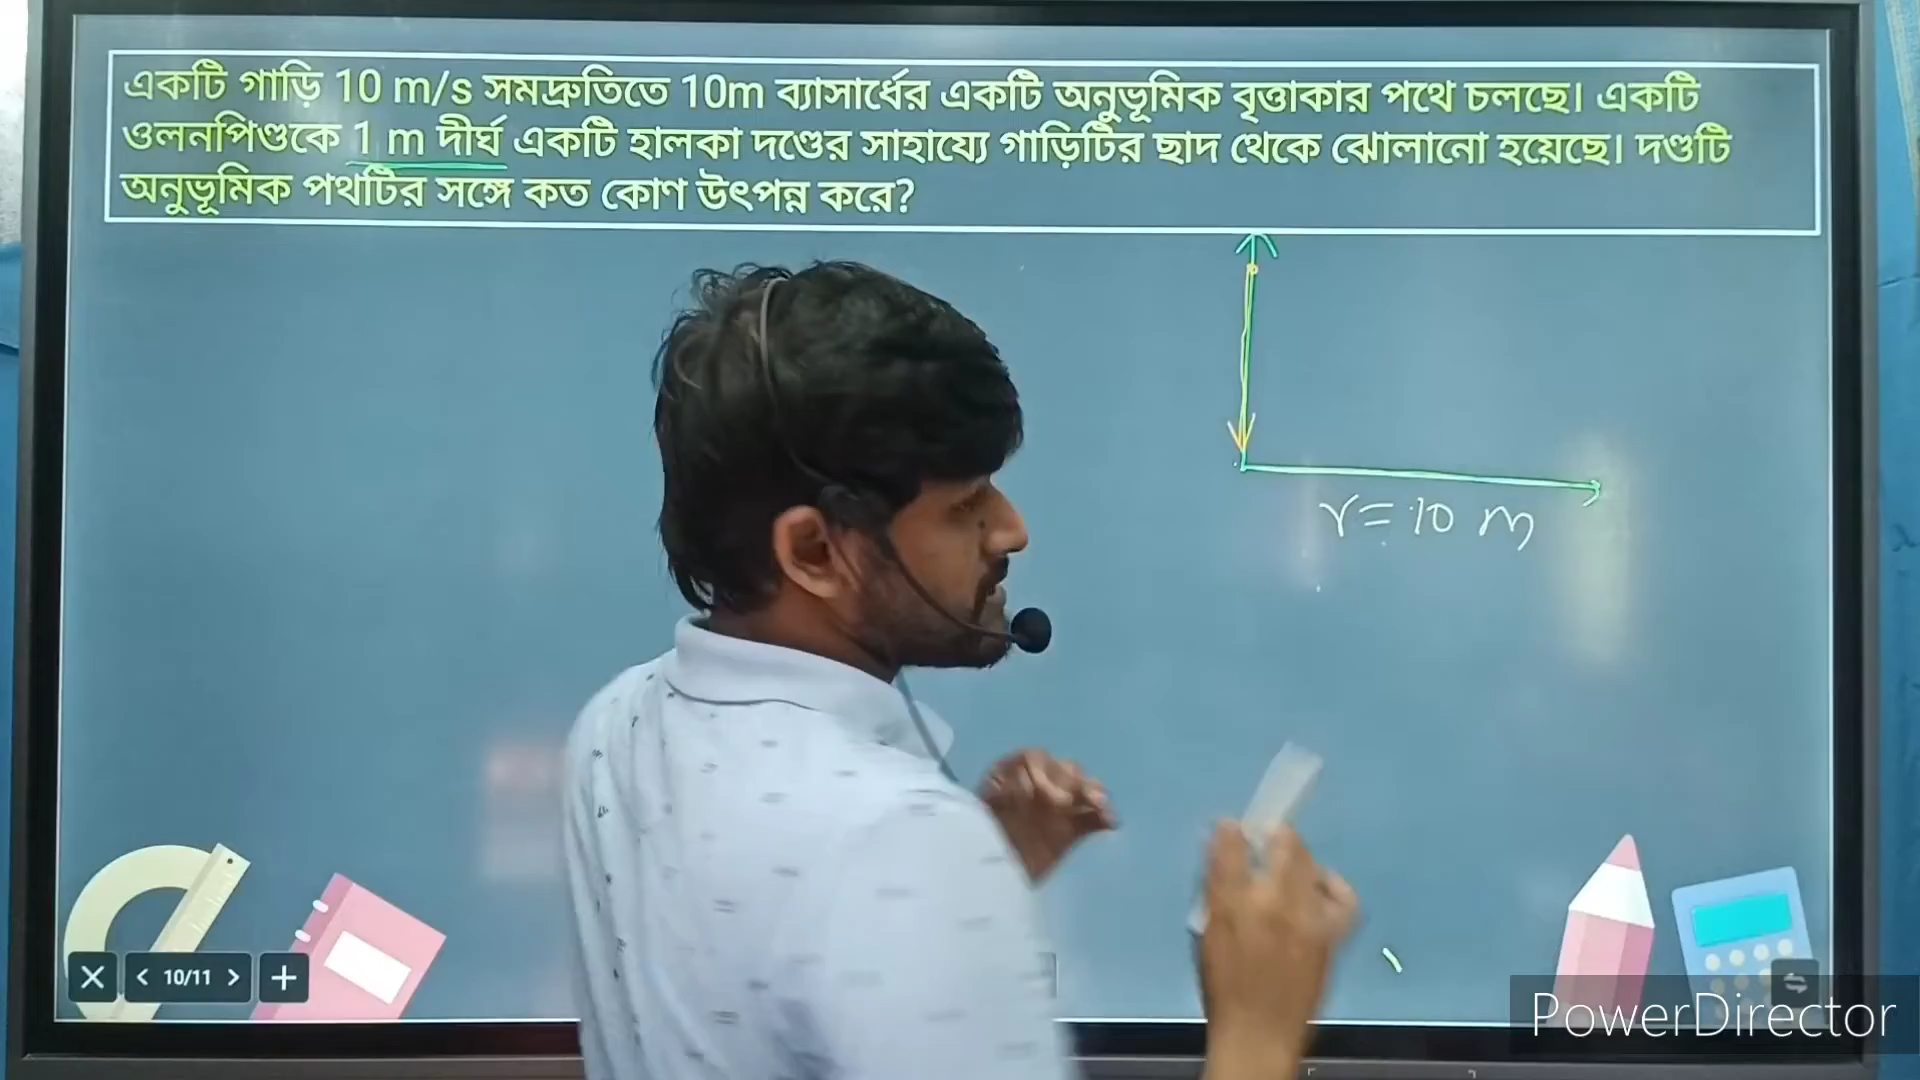 একটি গাড়ি 10 m/s সমদ্রুতিতে 10m ব্যাসার্ধের একটি অনুভূমিক বৃত্তাকার পথে চলছে। একটি
ওলনপিণ্ডকে 1 m দীর্ঘ একটি হালকা দণ্ডের সাহায্যে গাড়িটির ছাদ থেকে ঝোলানো হয়েছে। দণ্ডটি
অনুভূমিক পথটির সঙ্গে কত কোণ উৎপন্ন করে?
r = 10 m
10/11
PowerDirector